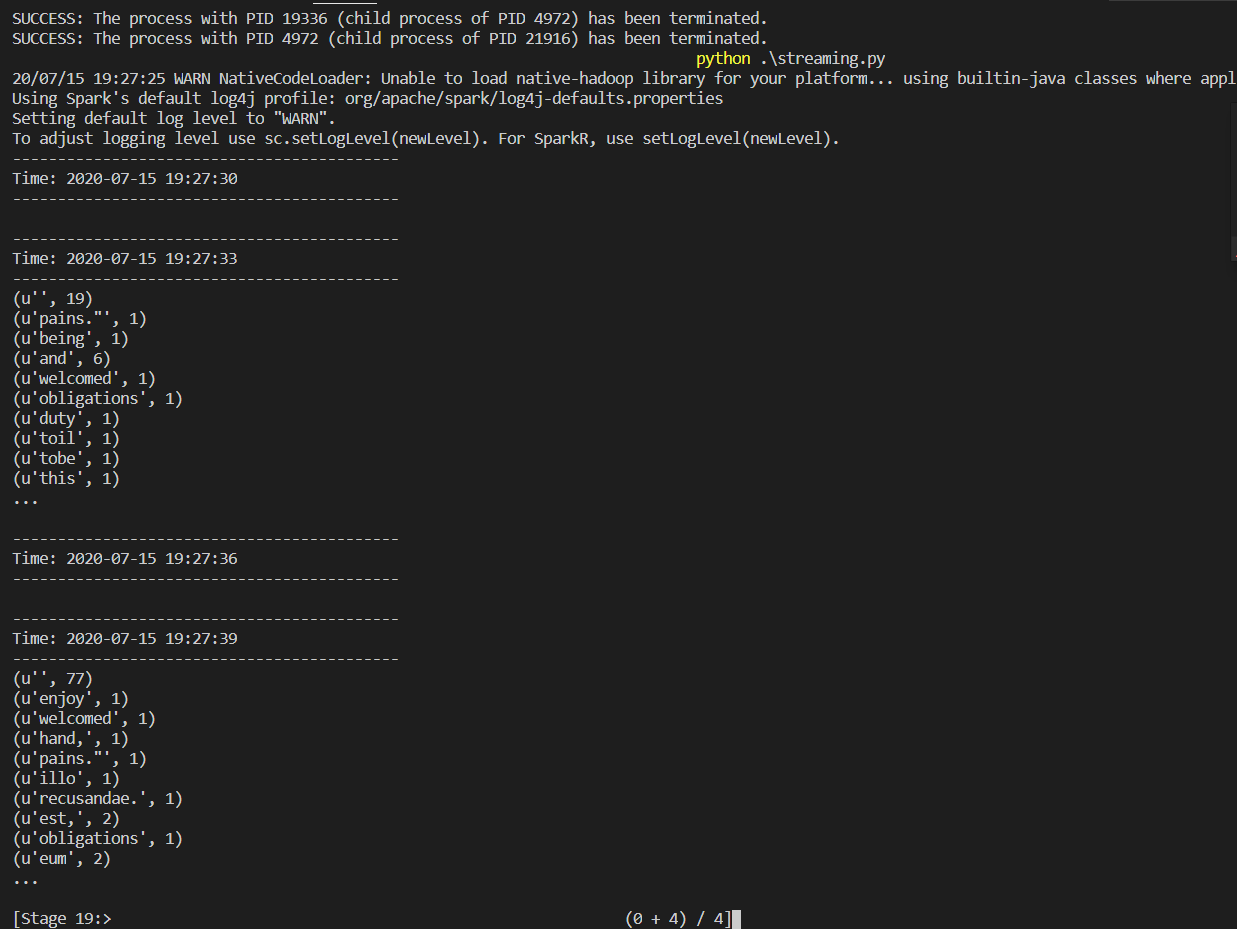 SUCCESS: The process with PID 19336 (child process of PID 4972) has been terminated.
SUCCESS: The process with PID 4972 (child process of PID 21916) has been terminated.
python .\streaming.py
20/07/15 19:27:25 WARN NativeCodeLoader: Unable to load native-hadoop library for your platform... using builtin-java classes where appl
Using Spark's default log4j profile: org/apache/spark/log4j-defaults.properties
Setting default log level to "WARN".
To adjust logging level use sc.setLogLevel(newLevel). For SparkR, use setLogLevel(newLevel).
-------------------------------------------
Time: 2020-07-15 19:27:30
-------------------------------------------

-------------------------------------------
Time: 2020-07-15 19:27:33
-------------------------------------------
(u'', 19)
(u'pains."', 1)
(u'being', 1)
(u'and', 6)
(u'welcomed', 1)
(u'obligations', 1)
(u'duty', 1)
(u'toil', 1)
(u'tobe', 1)
(u'this', 1)
...

-------------------------------------------
Time: 2020-07-15 19:27:36
-------------------------------------------

-------------------------------------------
Time: 2020-07-15 19:27:39
-------------------------------------------
(u'', 77)
(u'enjoy', 1)
(u'welcomed', 1)
(u'hand,', 1)
(u'pains."', 1)
(u'illo', 1)
(u'recusandae.', 1)
(u'est,', 2)
(u'obligations', 1)
(u'eum', 2)
...

[Stage 19:> (0 + 4) / 4]